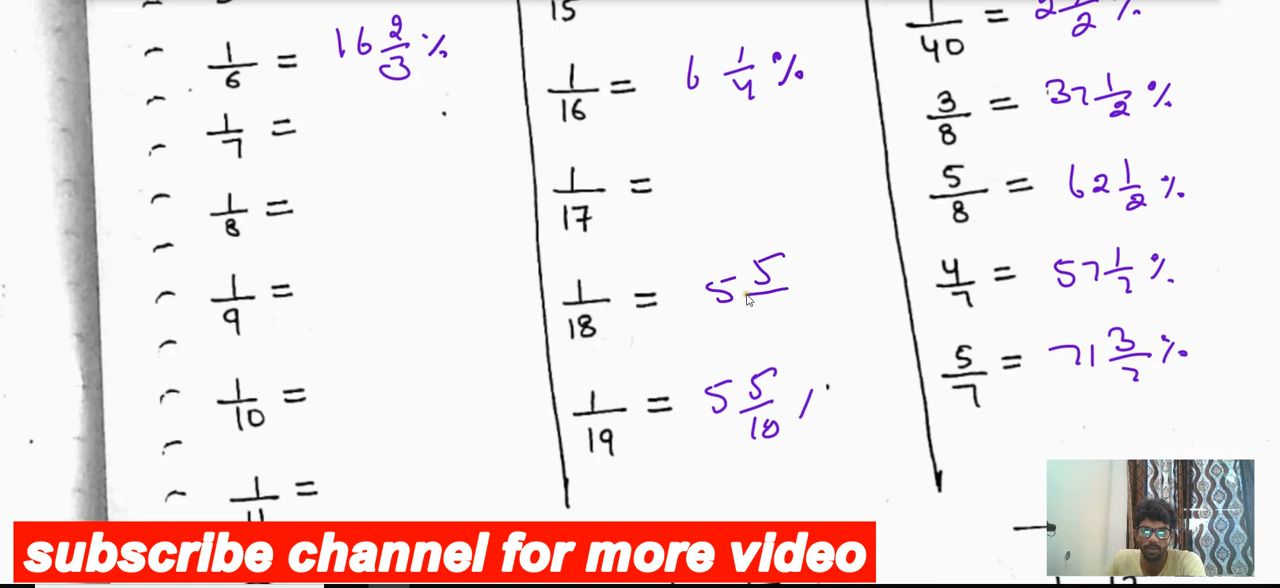 1/6 = 16 2/3 %
1/7 =
1/8 =
1/9 =
1/10 =
1/11 =
15
1/16 = 6 1/4 %
1/17 =
1/18 = 5 5/
1/19 = 5 5/18 /
1/40 = 2 1/2 %
3/8 = 37 1/2 %
5/8 = 62 1/2 %
4/7 = 57 1/7 %
5/7 = 71 3/7 %
subscribe channel for more video